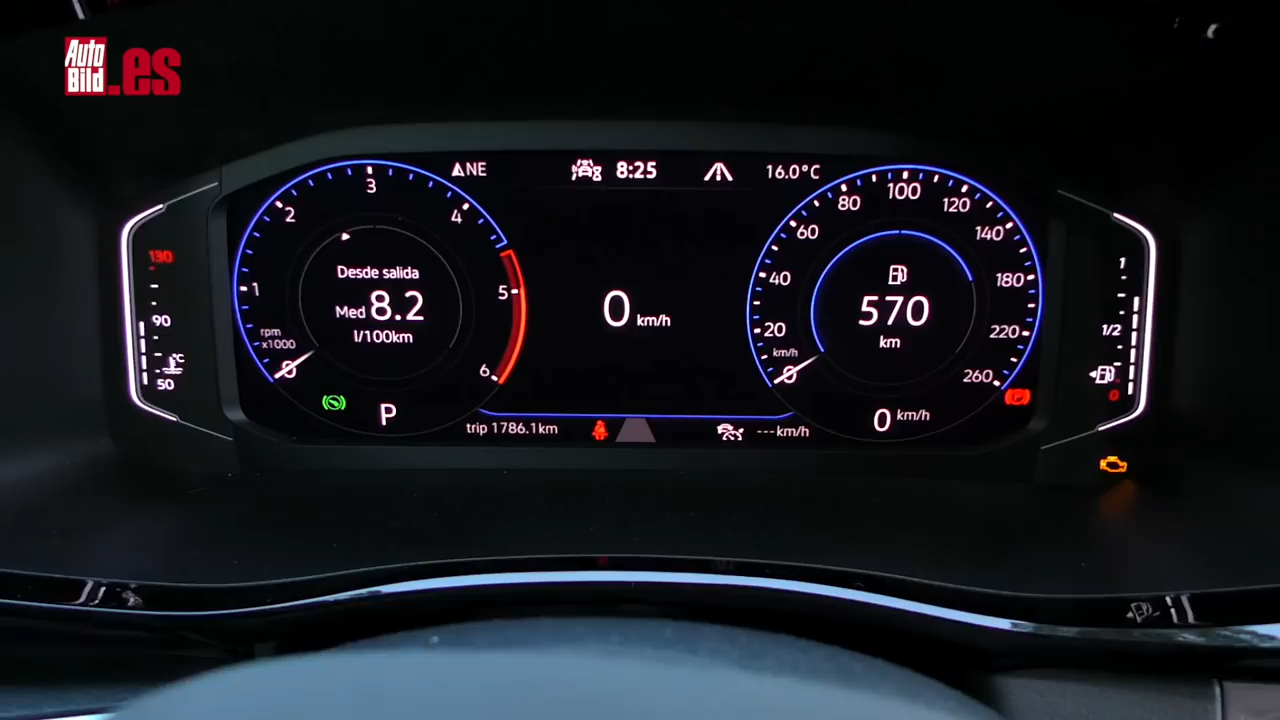 Auto
Bild.es
NE
8:25
16.0°C
130
90
°C
50
3
2
4
1
5
6
0
rpm
x1000
Desde salida
Med 8.2
l/100km
P
0 km/h
100
80
120
60
140
40
180
20
220
km/h
0
260
570
km
0 km/h
1
1/2
0
trip 1786.1km
---km/h